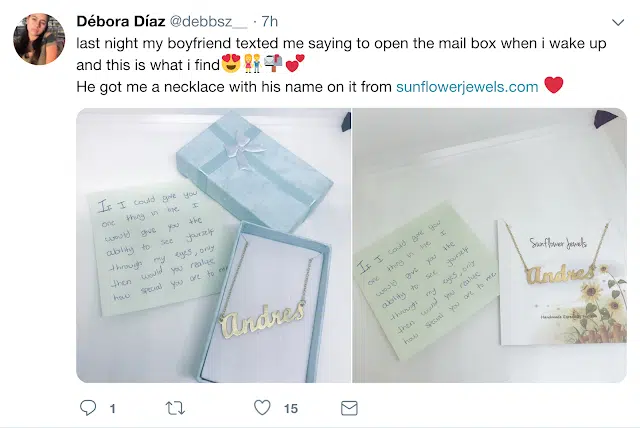 Débora Díaz @debbsz__ · 7h
last night my boyfriend texted me saying to open the mail box when i wake up
and this is what i find😍👫📬💕
He got me a necklace with his name on it from sunflowerjewels.com ❤️
If I could give you
one thing in life I
would give you the
ability to see yourself
through my eyes, only
then would you realize
how special you are to me
Andres
If I could give you
one thing in life I
would give you the
ability to see yourself
through my eyes, only
then would you realize
how special you are to me
Sunflower Jewels
Andres
Handmade
1
15